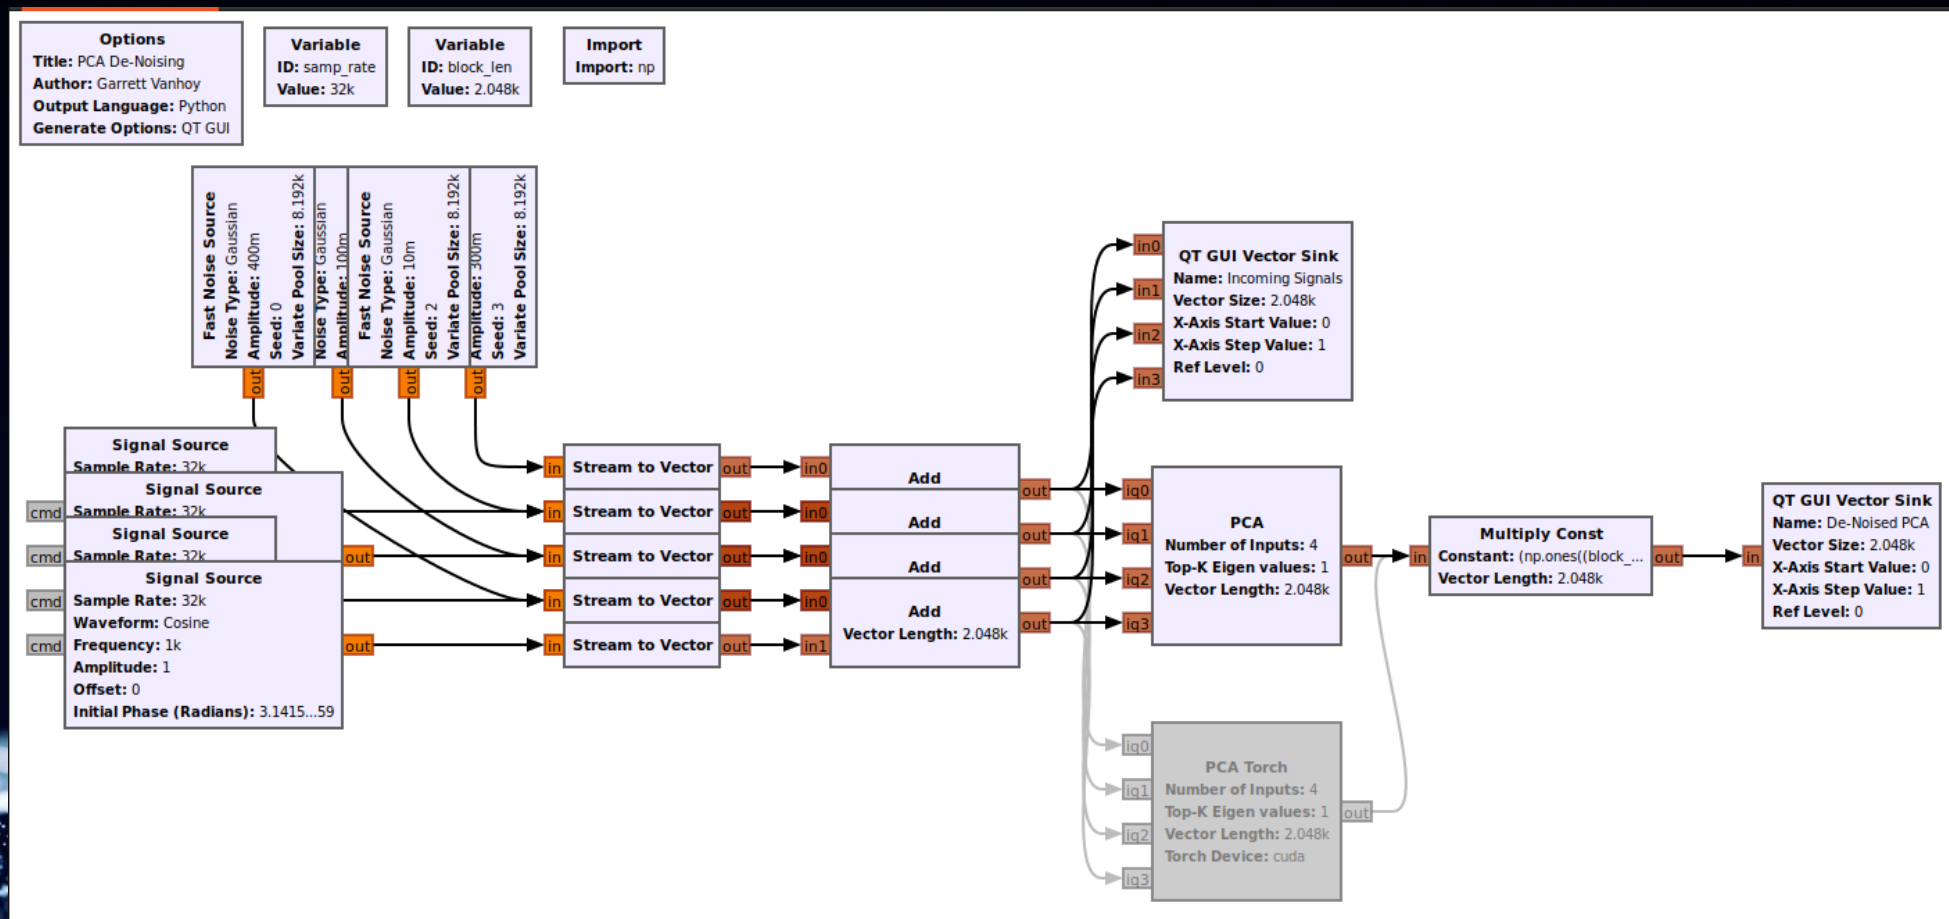 Options
Title: PCA De-Noising
Author: Garrett Vanhoy
Output Language: Python
Generate Options: QT GUI
Variable
ID: samp_rate
Value: 32k
Variable
ID: block_len
Value: 2.048k
Import
Import: np
Fast Noise Source
Noise Type: Gaussian
Amplitude: 400m
Seed: 0
Variate Pool Size: 8.192k
out
Noise Type: Gaussian
Amplitude: 100m
out
Fast Noise Source
Noise Type: Gaussian
Amplitude: 10m
Seed: 2
Variate Pool Size: 8.192k
out
Amplitude: 300m
Seed: 3
Variate Pool Size: 8.192k
out
Signal Source
Sample Rate: 32k
cmd
Signal Source
Sample Rate: 32k
cmd
Signal Source
Sample Rate: 32k
out
cmd
Signal Source
Sample Rate: 32k
Waveform: Cosine
cmd
Frequency: 1k
out
Amplitude: 1
Offset: 0
Initial Phase (Radians): 3.1415...59
in Stream to Vector out
in Stream to Vector out
in Stream to Vector out
in Stream to Vector out
in Stream to Vector out
in0
in0
in0
in0
in1
Add
Add
Add
Add
Vector Length: 2.048k
out
out
out
out
in0
in1
in2
in3
QT GUI Vector Sink
Name: Incoming Signals
Vector Size: 2.048k
X-Axis Start Value: 0
X-Axis Step Value: 1
Ref Level: 0
iq0
iq1
iq2
iq3
PCA
Number of Inputs: 4
Top-K Eigen values: 1
Vector Length: 2.048k
out
iq0
iq1
iq2
iq3
PCA Torch
Number of Inputs: 4
Top-K Eigen values: 1
Vector Length: 2.048k
Torch Device: cuda
out
in
Multiply Const
Constant: (np.ones((block_...
Vector Length: 2.048k
out
in
QT GUI Vector Sink
Name: De-Noised PCA
Vector Size: 2.048k
X-Axis Start Value: 0
X-Axis Step Value: 1
Ref Level: 0